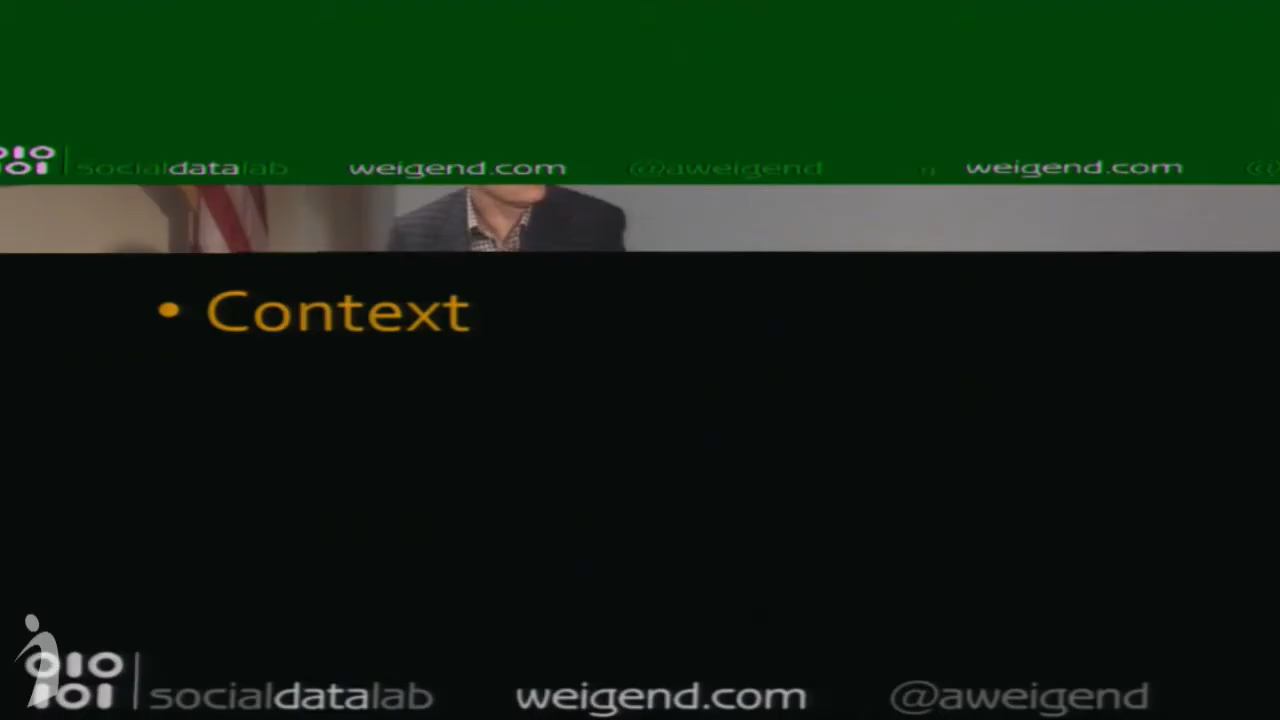 010 socialdatalab weigend.com @aweigend weigend.com @
101
• Context
010
101 socialdatalab weigend.com @aweigend